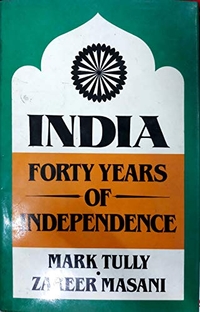 INDIA
FORTY YEARS
OF
INDEPENDENCE
MARK TULLY
ZAREER MASANI